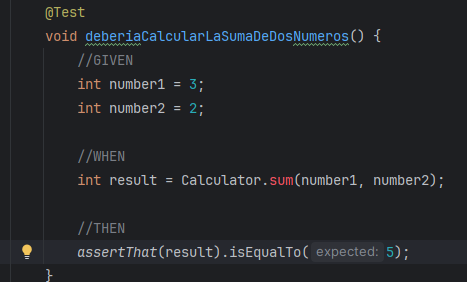 @Test
void deberiaCalcularLaSumaDeDosNumeros() {
//GIVEN
int number1 = 3;
int number2 = 2;
//WHEN
int result = Calculator.sum(number1, number2);
//THEN
assertThat(result).isEqualTo( expected: 5);
}